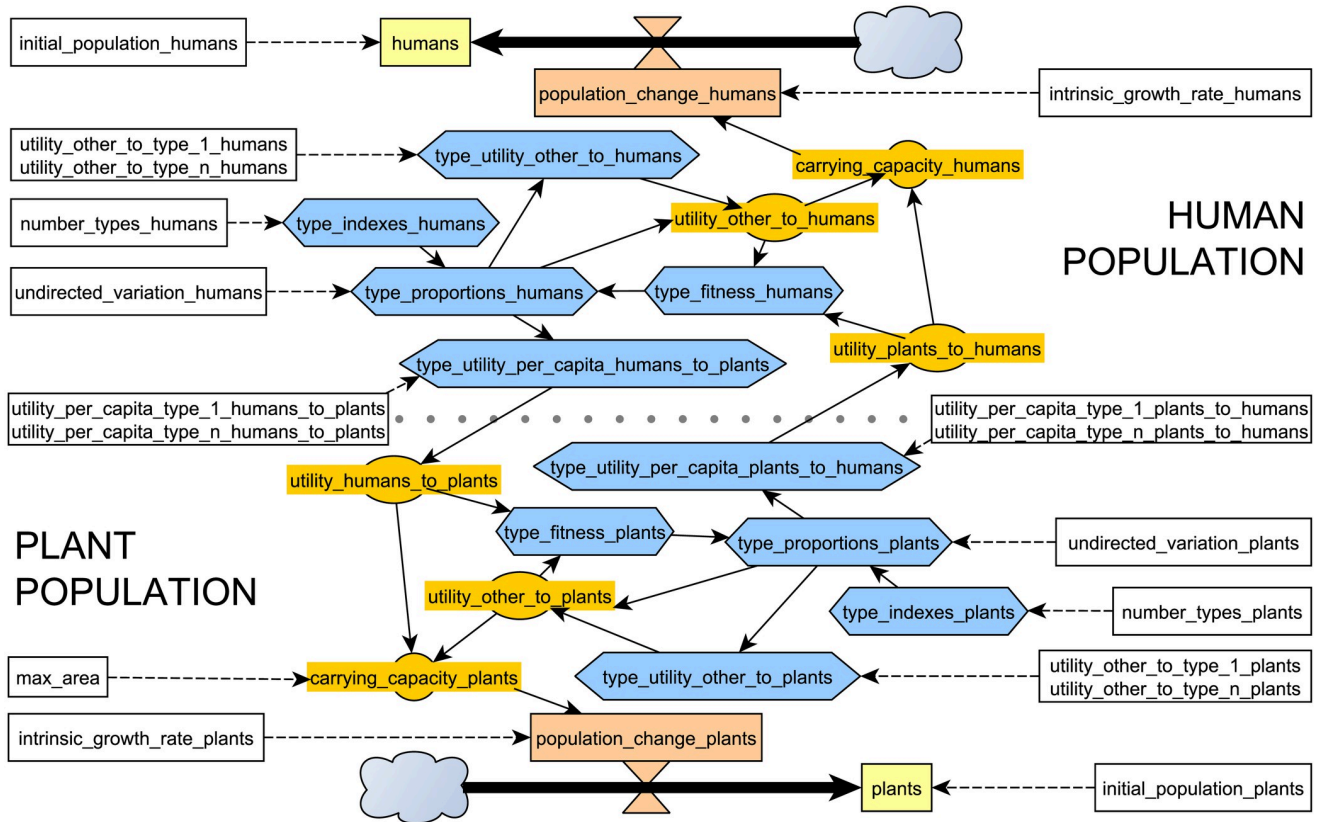 initial_population_humans
humans
population_change_humans
intrinsic_growth_rate_humans
utility_other_to_type_1_humans
utility_other_to_type_n_humans
type_utility_other_to_humans
carrying_capacity_humans
number_types_humans
type_indexes_humans
utility_other_to_humans
HUMAN
POPULATION
undirected_variation_humans
type_proportions_humans
type_fitness_humans
utility_plants_to_humans
type_utility_per_capita_humans_to_plants
utility_per_capita_type_1_humans_to_plants
utility_per_capita_type_n_humans_to_plants
utility_per_capita_type_1_plants_to_humans
utility_per_capita_type_n_plants_to_humans
type_utility_per_capita_plants_to_humans
utility_humans_to_plants
PLANT
POPULATION
type_fitness_plants
type_proportions_plants
undirected_variation_plants
utility_other_to_plants
type_indexes_plants
number_types_plants
max_area
carrying_capacity_plants
type_utility_other_to_plants
utility_other_to_type_1_plants
utility_other_to_type_n_plants
intrinsic_growth_rate_plants
population_change_plants
plants
initial_population_plants